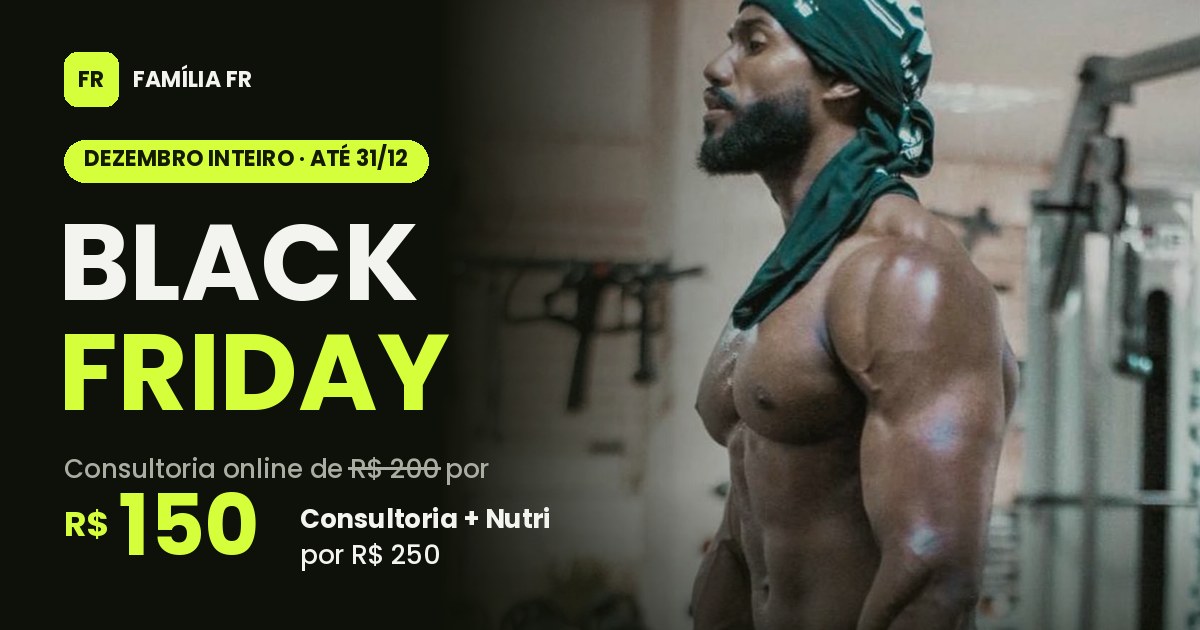 FR
FAMÍLIA FR
DEZEMBRO INTEIRO · ATÉ 31/12
BLACK
FRIDAY
Consultoria online de R$ 200 por
R$ 150
Consultoria + Nutri
por R$ 250